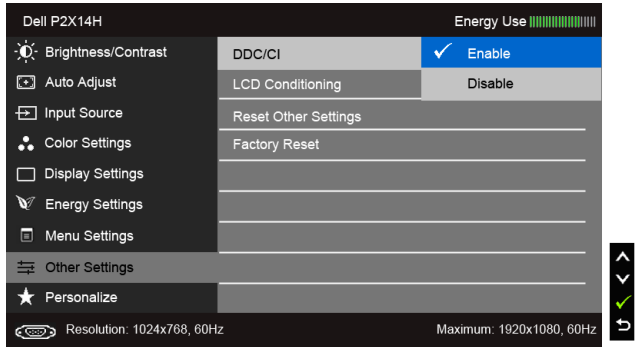 Dell P2X14H Energy Use
Brightness/Contrast DDC/CI Enable
Auto Adjust LCD Conditioning Disable
Input Source Reset Other Settings
Color Settings Factory Reset
Display Settings
Energy Settings
Menu Settings
Other Settings
Personalize
Resolution: 1024x768, 60Hz Maximum: 1920x1080, 60Hz